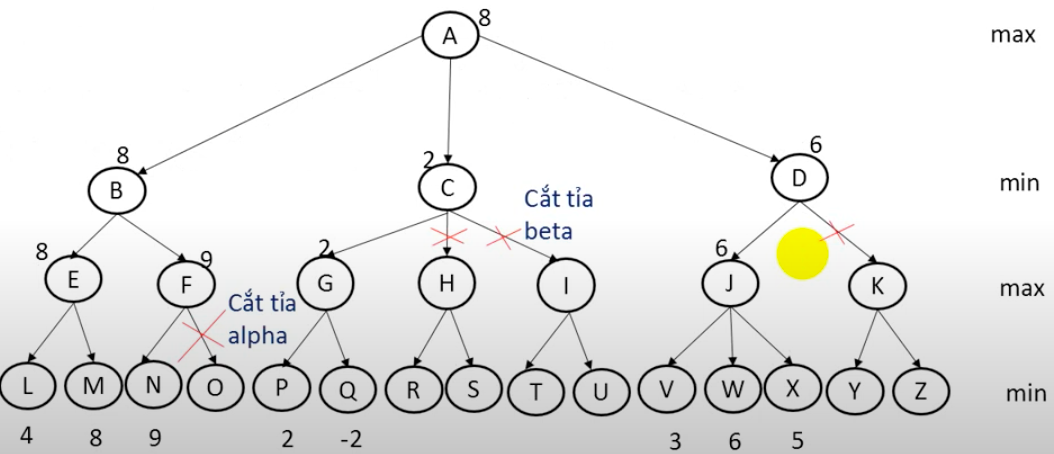 A 8 max
8 2 6
B C D min
Cắt tỉa
beta
8 9 2 6
E F G H I J K max
Cắt tỉa
alpha
L M N O P Q R S T U V W X Y Z min
4 8 9 2 -2 3 6 5